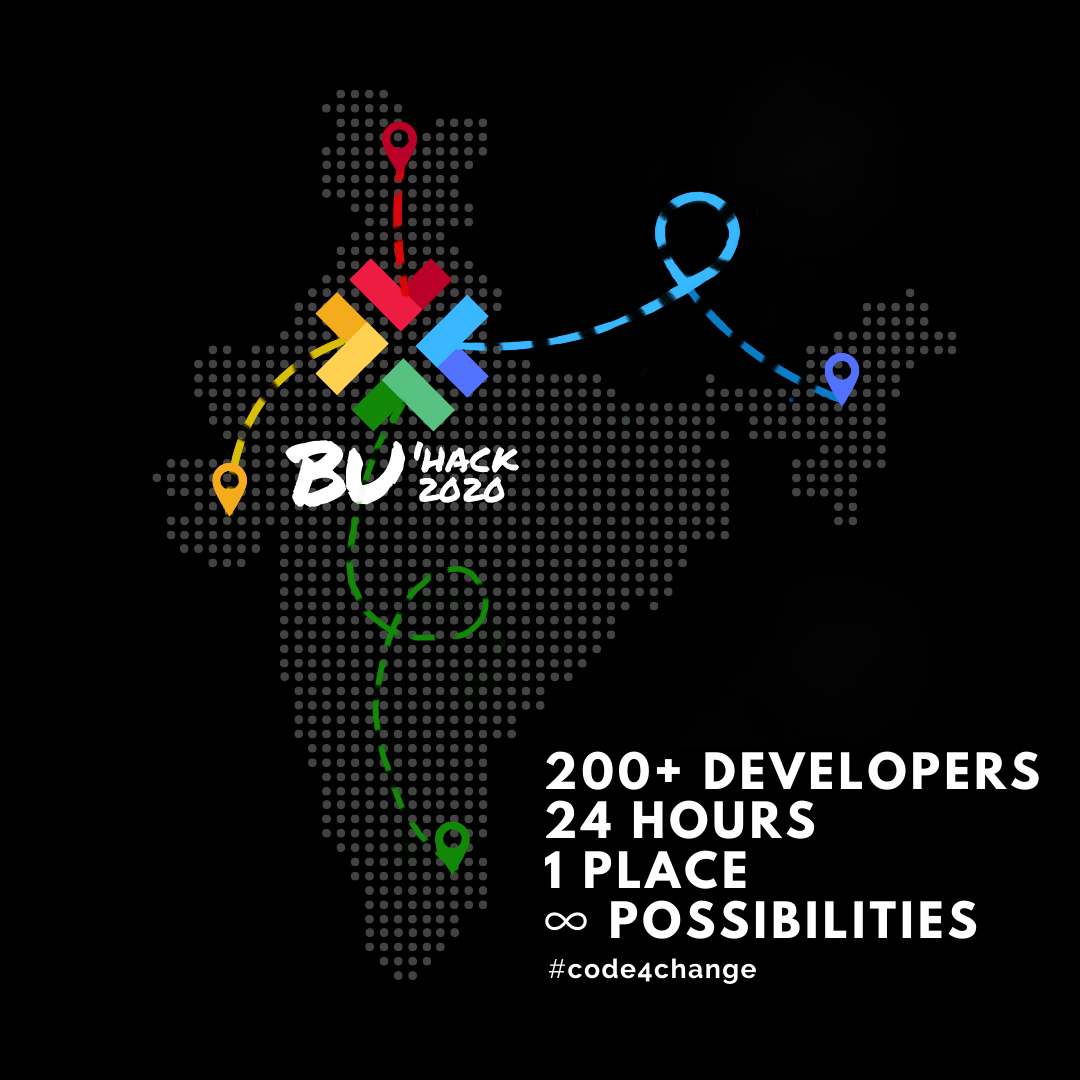 BU 'HACK
2020
200+ DEVELOPERS
24 HOURS
1 PLACE
∞ POSSIBILITIES
#code4change